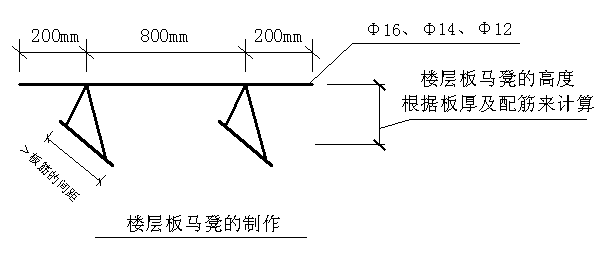 200mm 800mm 200mm
Φ16、Φ14、Φ12
楼层板马凳的高度
根据板厚及配筋来计算
>板筋的间距
楼层板马凳的制作